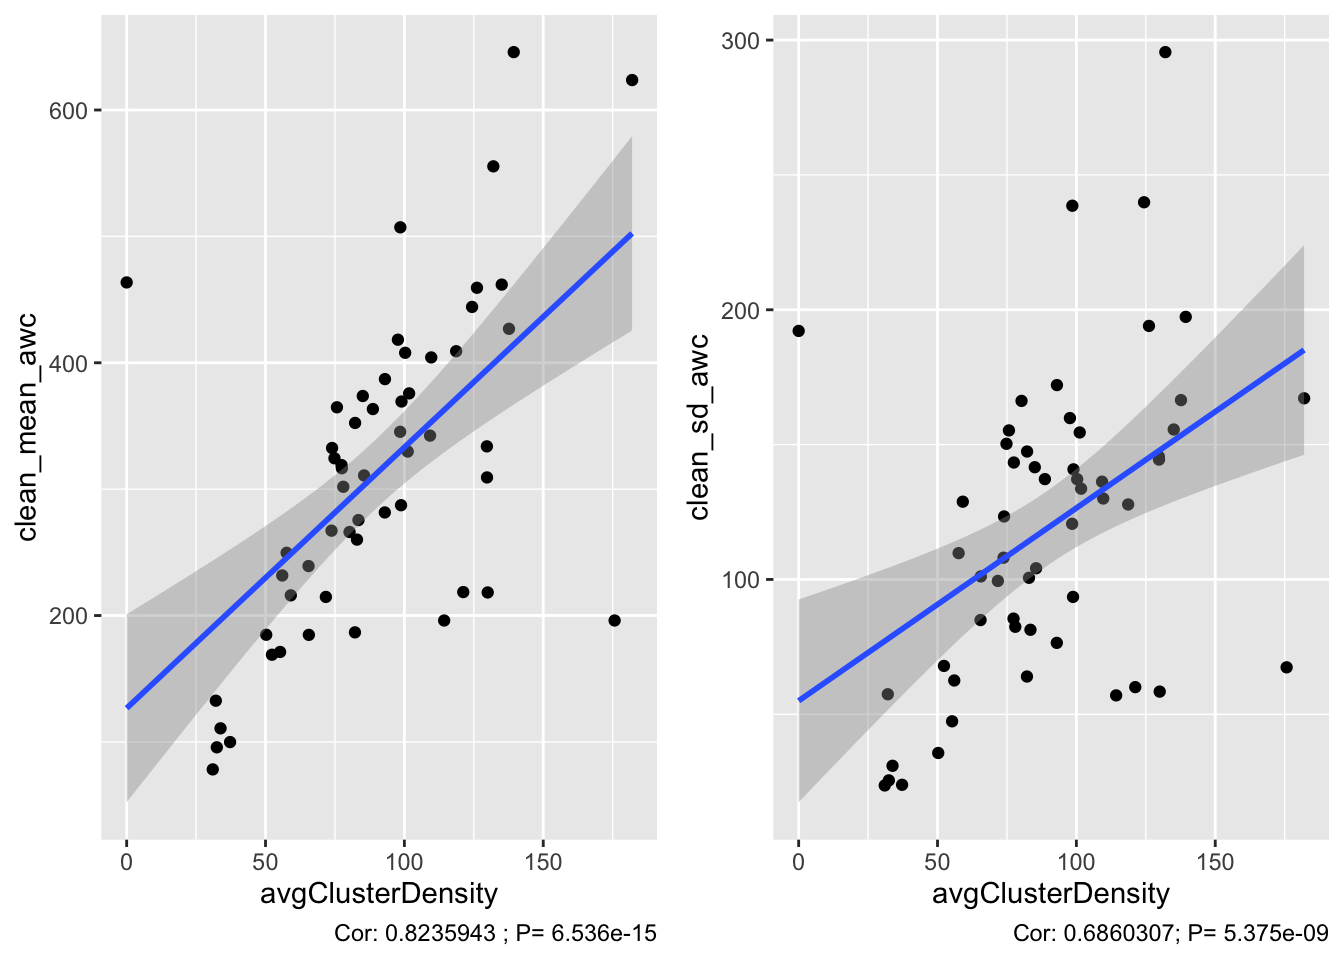 clean_mean_awc
600
400
200
0 50 100 150
avgClusterDensity
Cor: 0.8235943 ; P= 6.536e-15
clean_sd_awc
300
200
100
0 50 100 150
avgClusterDensity
Cor: 0.6860307; P= 5.375e-09